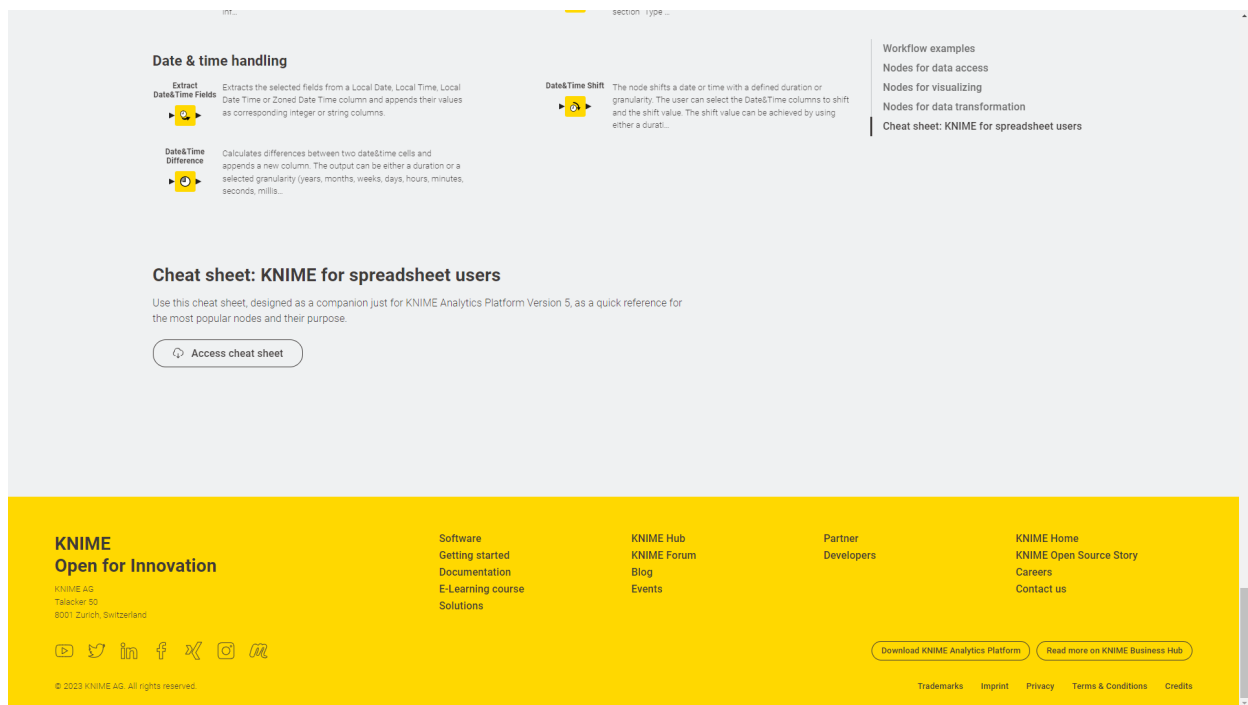 inf...
section "Type ...
Date & time handling
Extract
Date&Time Fields
Extracts the selected fields from a Local Date, Local Time, Local
Date Time or Zoned Date Time column and appends their values
as corresponding integer or string columns.
Date&Time Shift
The node shifts a date or time with a defined duration or
granularity. The user can select the Date&Time columns to shift
and the shift value. The shift value can be achieved by using
either a durati...
Date&Time
Difference
Calculates differences between two date&time cells and
appends a new column. The output can be either a duration or a
selected granularity (years, months, weeks, days, hours, minutes,
seconds, millis...
Workflow examples
Nodes for data access
Nodes for visualizing
Nodes for data transformation
Cheat sheet: KNIME for spreadsheet users
Cheat sheet: KNIME for spreadsheet users
Use this cheat sheet, designed as a companion just for KNIME Analytics Platform Version 5, as a quick reference for
the most popular nodes and their purpose.
Access cheat sheet
KNIME
Open for Innovation
KNIME AG
Talacker 50
8001 Zurich, Switzerland
Software
Getting started
Documentation
E-Learning course
Solutions
KNIME Hub
KNIME Forum
Blog
Events
Partner
Developers
KNIME Home
KNIME Open Source Story
Careers
Contact us
Download KNIME Analytics Platform
Read more on KNIME Business Hub
© 2023 KNIME AG. All rights reserved.
Trademarks
Imprint
Privacy
Terms & Conditions
Credits